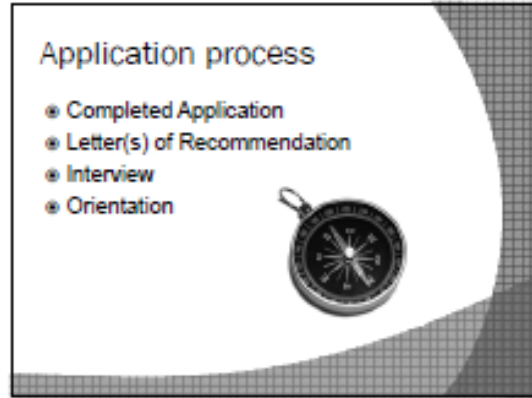 Application process
Completed Application
Letter(s) of Recommendation
Interview
Orientation